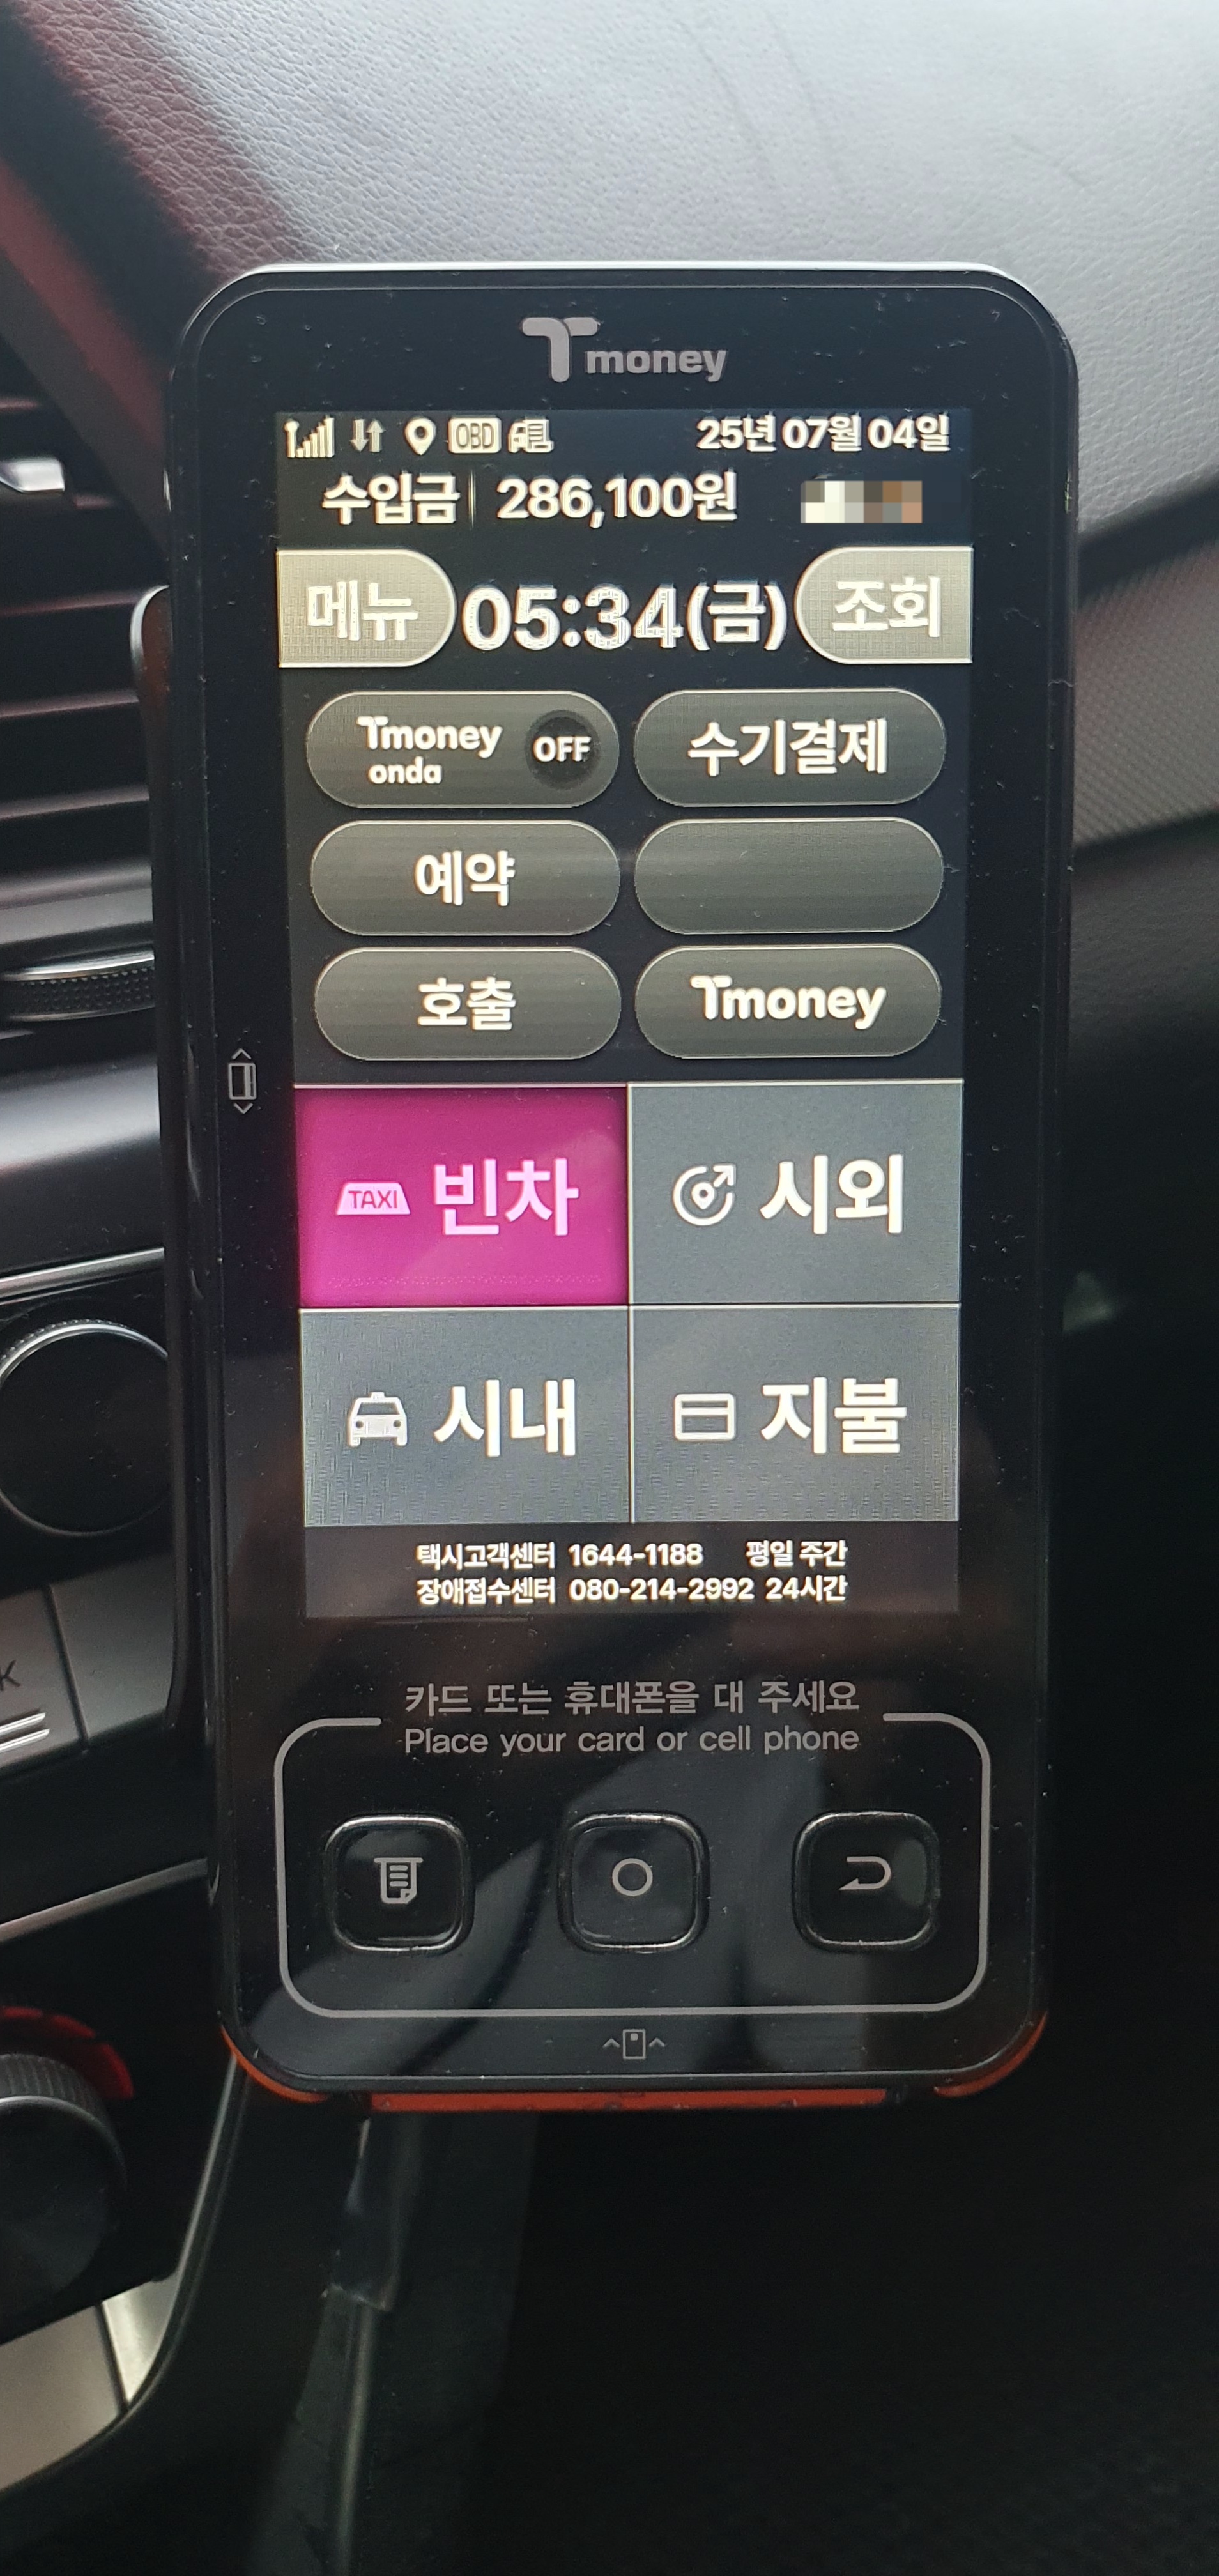 Tmoney
OBD 25년 07월 04일
수입금 286,100원
메뉴 05:34(금) 조회
Tmoney onda OFF 수기결제
예약
호출 Tmoney
TAXI 빈차 시외
시내 지불
택시고객센터 1644-1188 평일 주간
장애접수센터 080-214-2992 24시간
카드 또는 휴대폰을 대 주세요
Place your card or cell phone
K